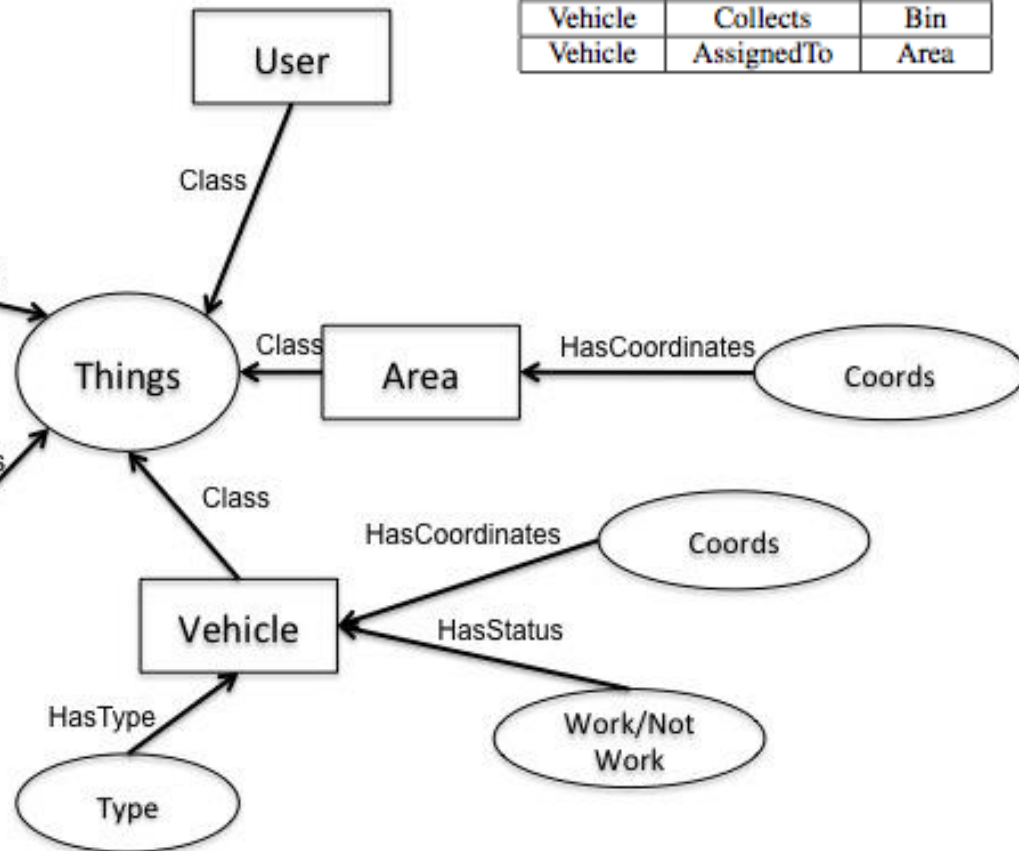 Vehicle Collects Bin
Vehicle AssignedTo Area
User
Class
Things
Class
Area
HasCoordinates
Coords
Class
HasCoordinates
Coords
Vehicle
HasStatus
HasType
Work/Not
Work
Type